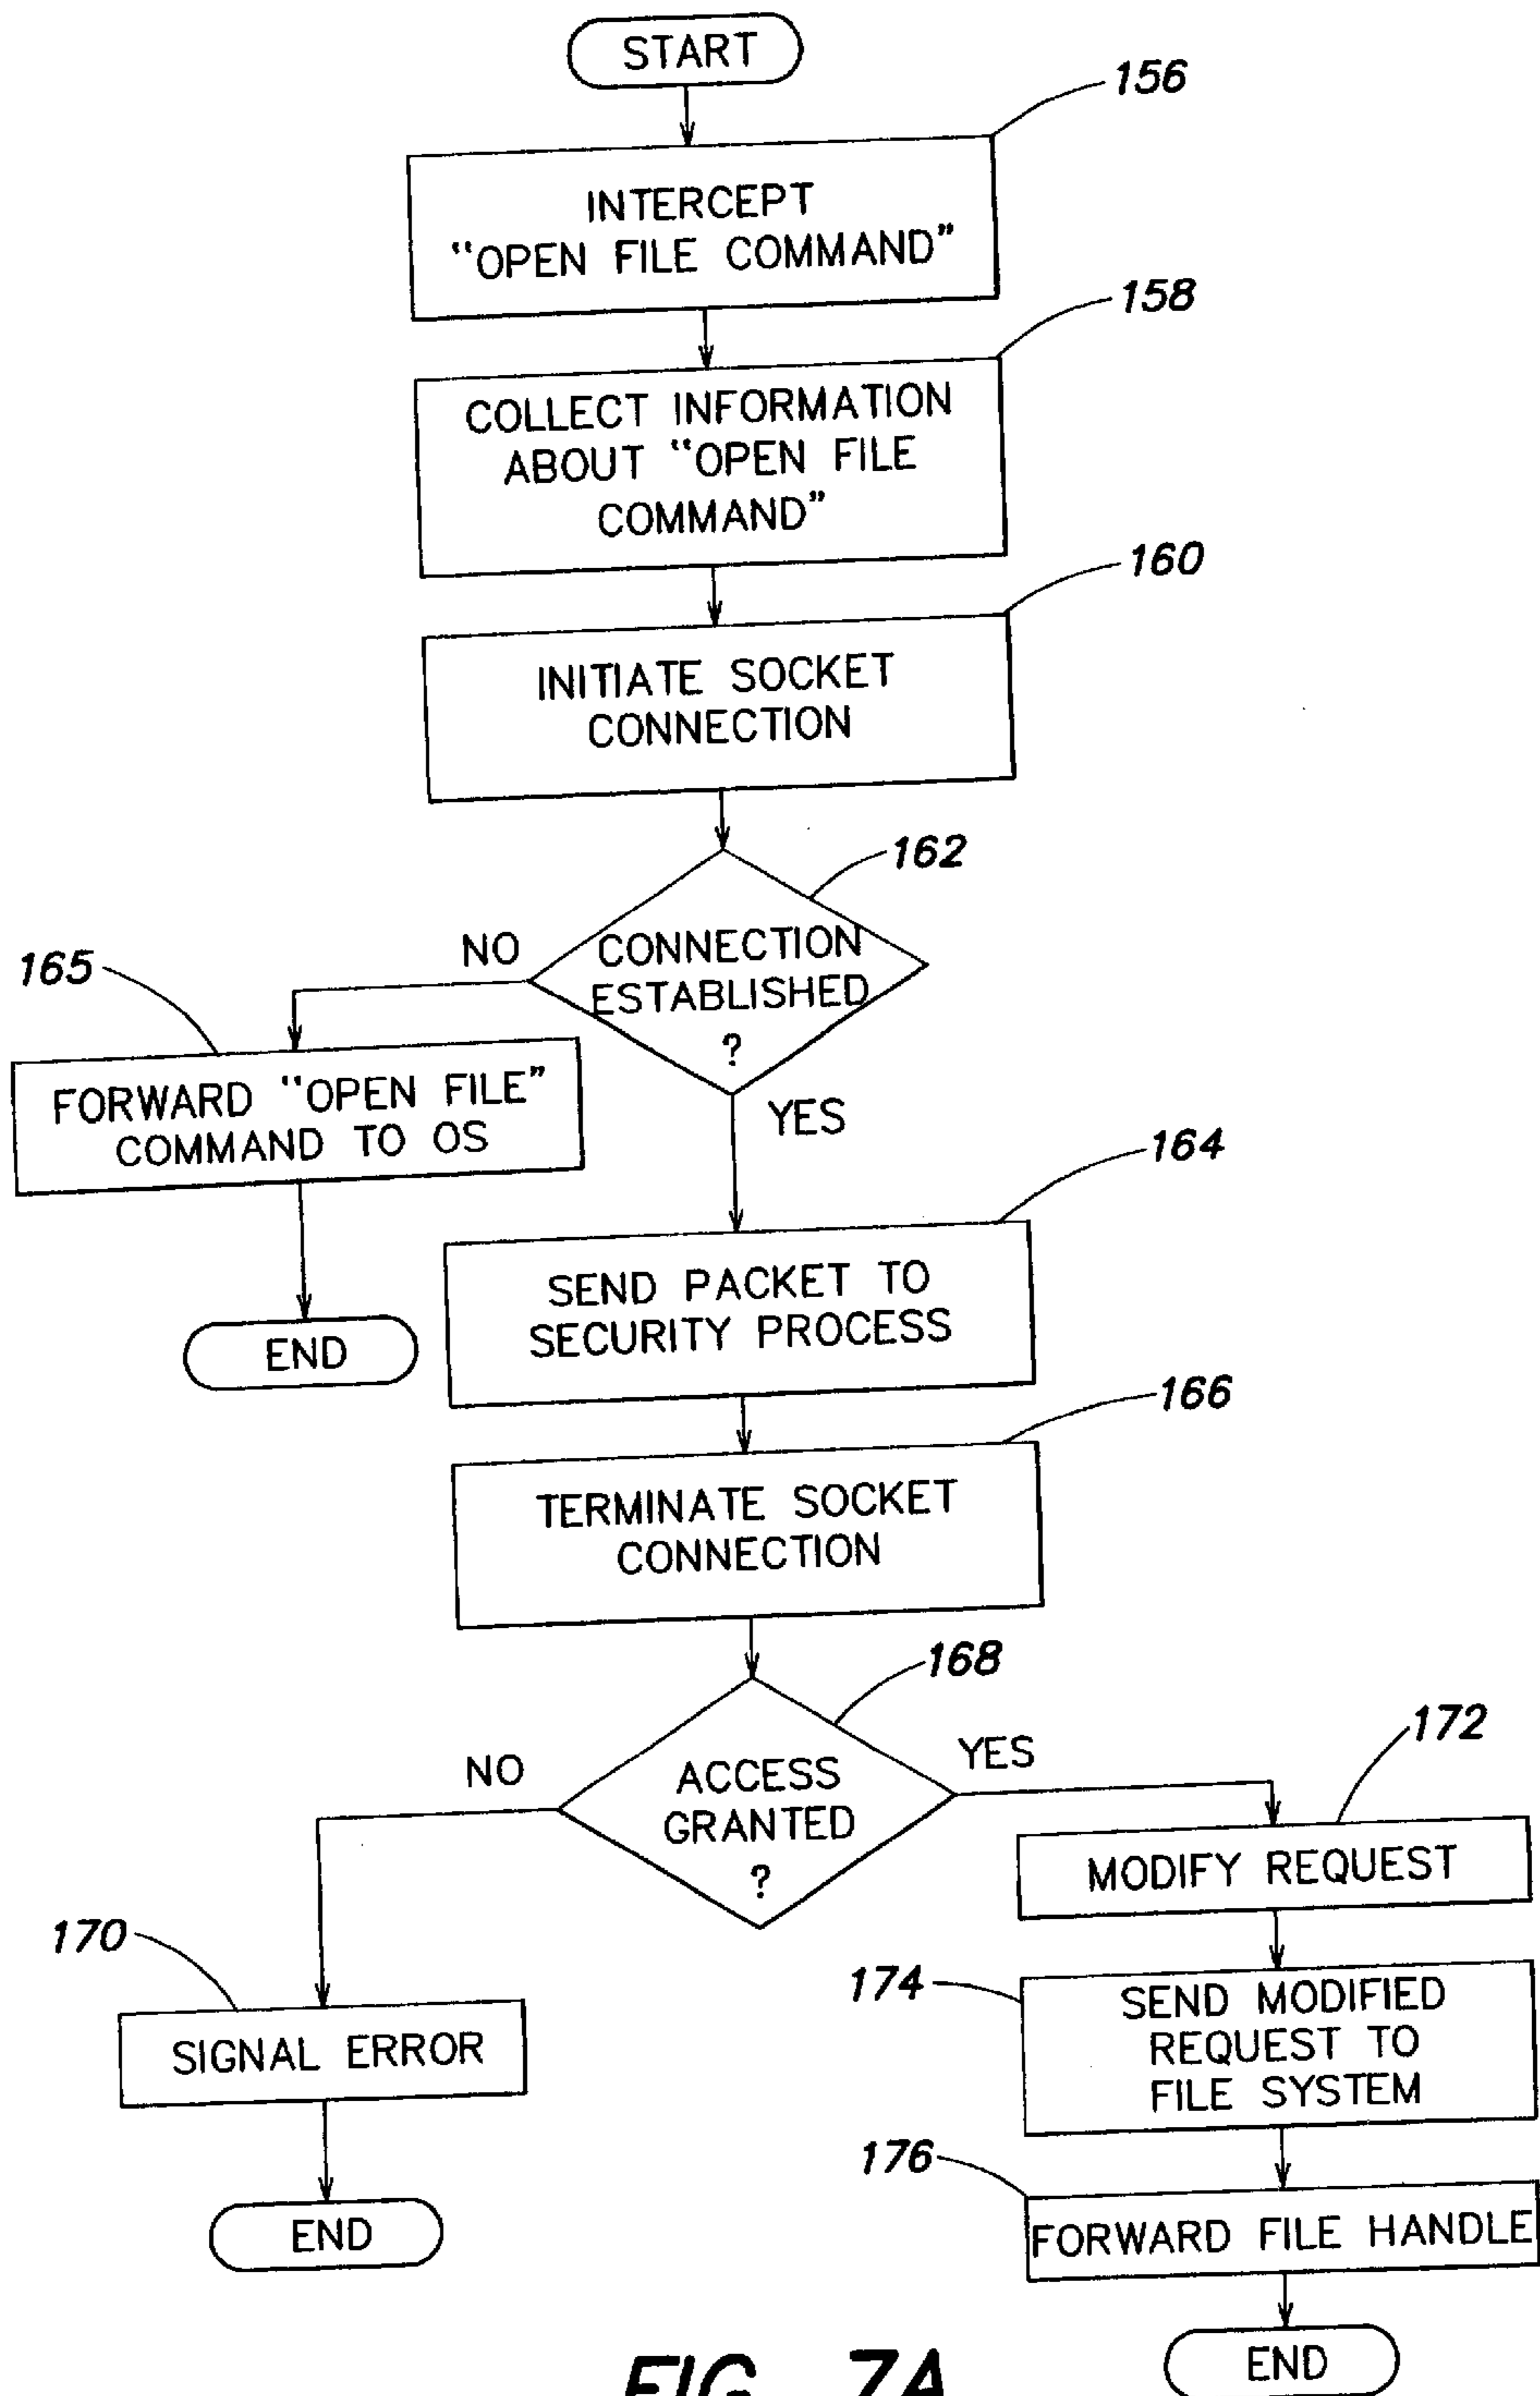 START
156
INTERCEPT
“OPEN FILE COMMAND”
158
COLLECT INFORMATION
ABOUT “OPEN FILE
COMMAND”
160
INITIATE SOCKET
CONNECTION
162
NO
CONNECTION
ESTABLISHED
?
165
YES
FORWARD “OPEN FILE”
COMMAND TO OS
164
END
SEND PACKET TO
SECURITY PROCESS
166
TERMINATE SOCKET
CONNECTION
168
NO
ACCESS
GRANTED
?
YES
172
MODIFY REQUEST
170
SIGNAL ERROR
174
SEND MODIFIED
REQUEST TO
FILE SYSTEM
END
176
FORWARD FILE HANDLE
END
FIG. 7A